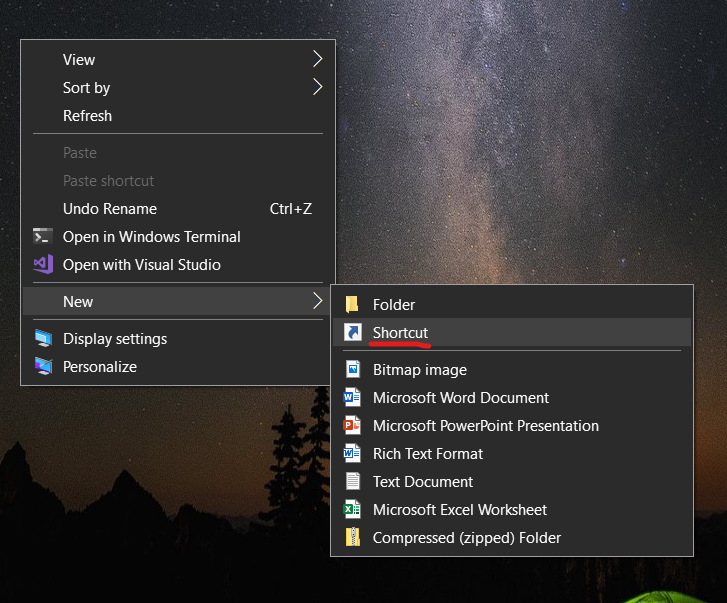 View
Sort by
Refresh
Paste
Paste shortcut
Undo Rename Ctrl+Z
Open in Windows Terminal
Open with Visual Studio
New
Display settings
Personalize
Folder
Shortcut
Bitmap image
Microsoft Word Document
Microsoft PowerPoint Presentation
Rich Text Format
Text Document
Microsoft Excel Worksheet
Compressed (zipped) Folder